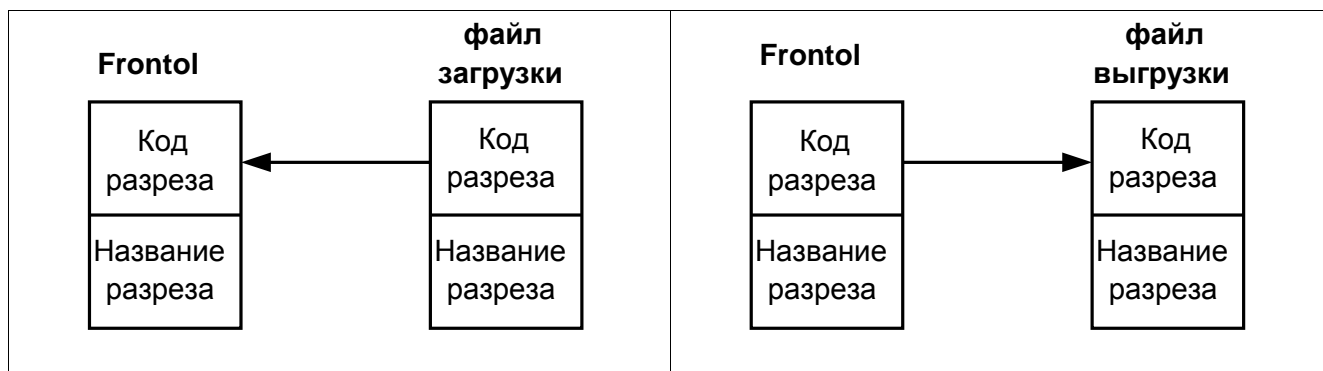 Frontol
файл
загрузки
Код
разреза
Код
разреза
Название
разреза
Название
разреза
Frontol
файл
выгрузки
Код
разреза
Код
разреза
Название
разреза
Название
разреза